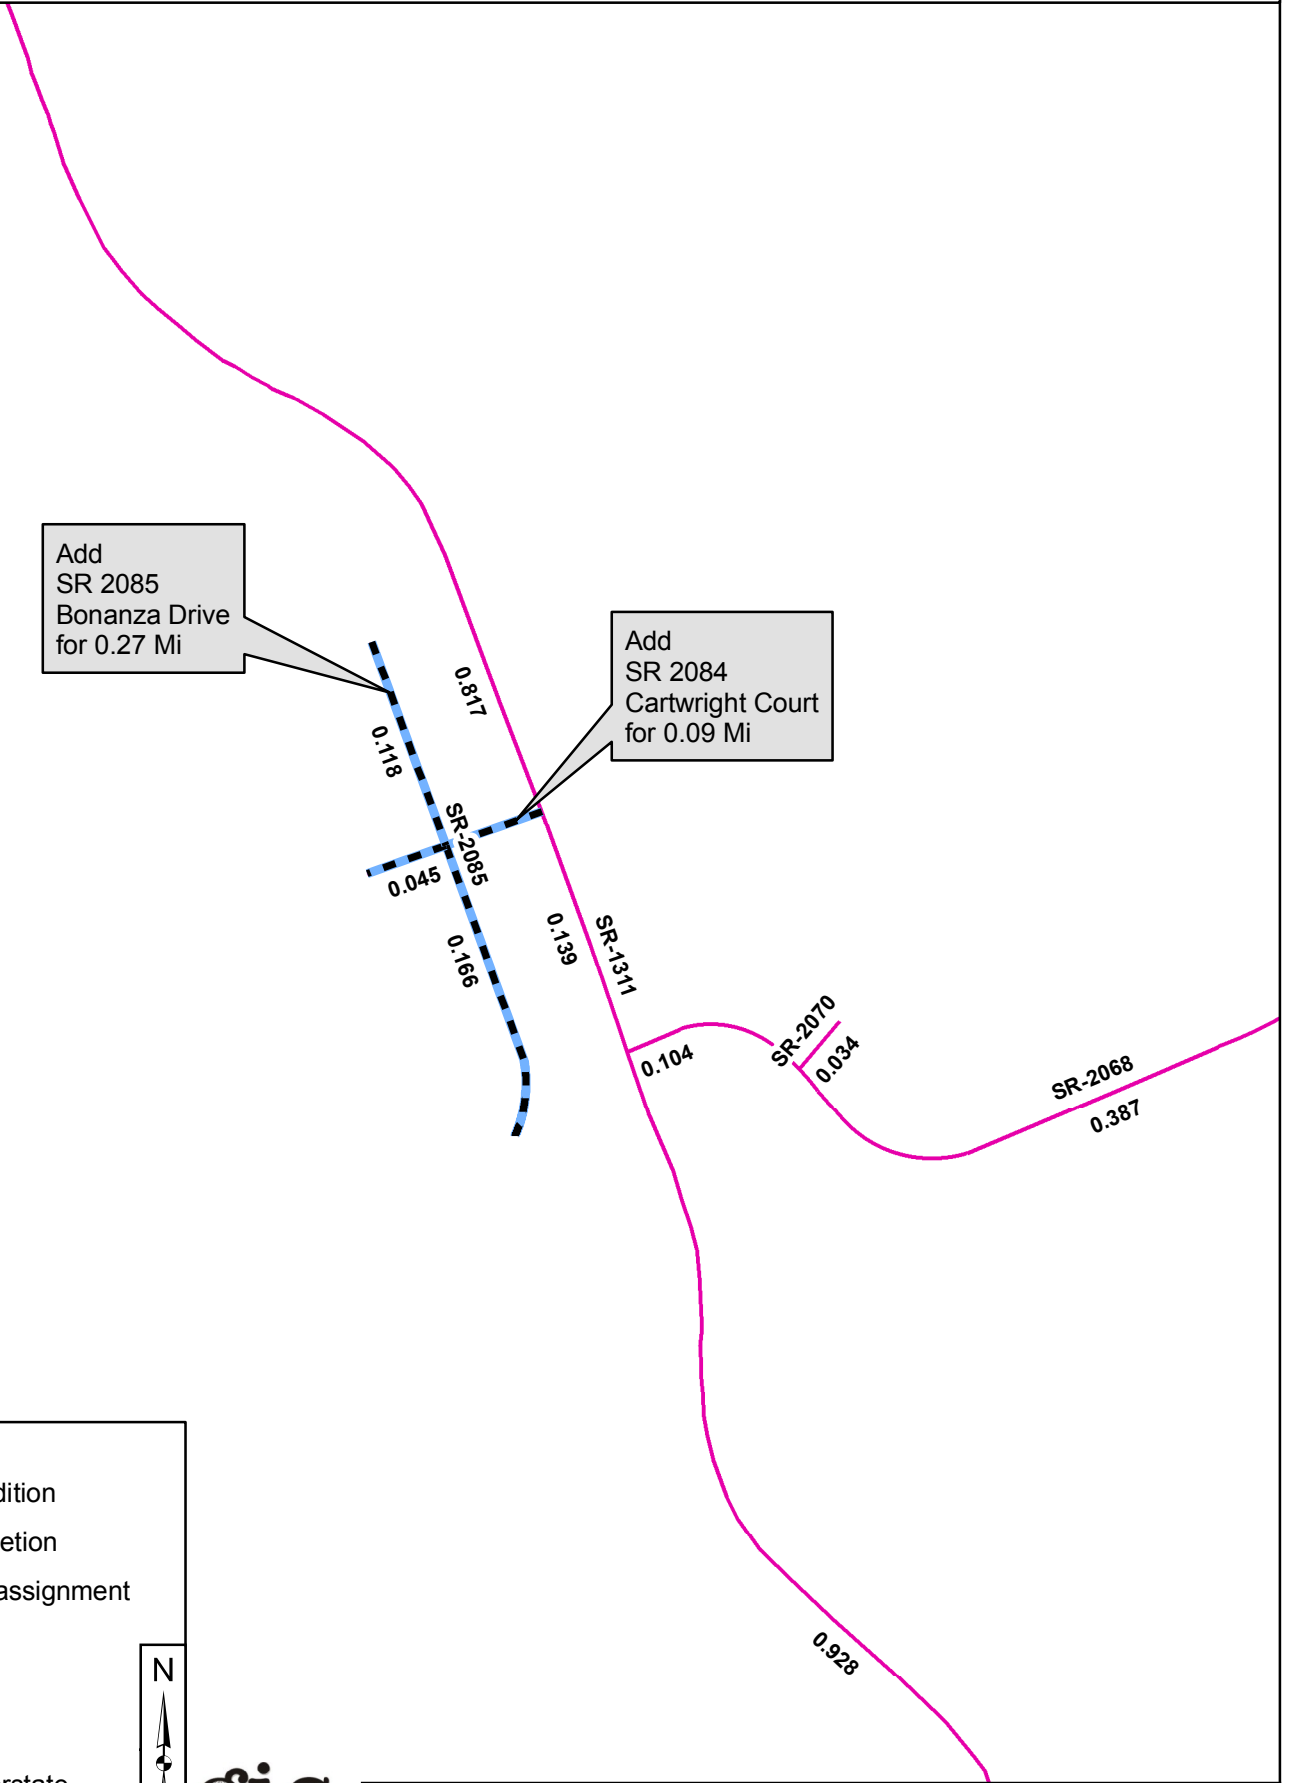 Add
SR 2085
Bonanza Drive
for 0.27 Mi
Add
SR 2084
Cartwright Court
for 0.09 Mi
0.817
0.118
SR-2085
0.045
0.166
0.139
SR-1311
0.104
SR-2070
0.034
SR-2068
0.387
0.928
dition
etion
assignment
N